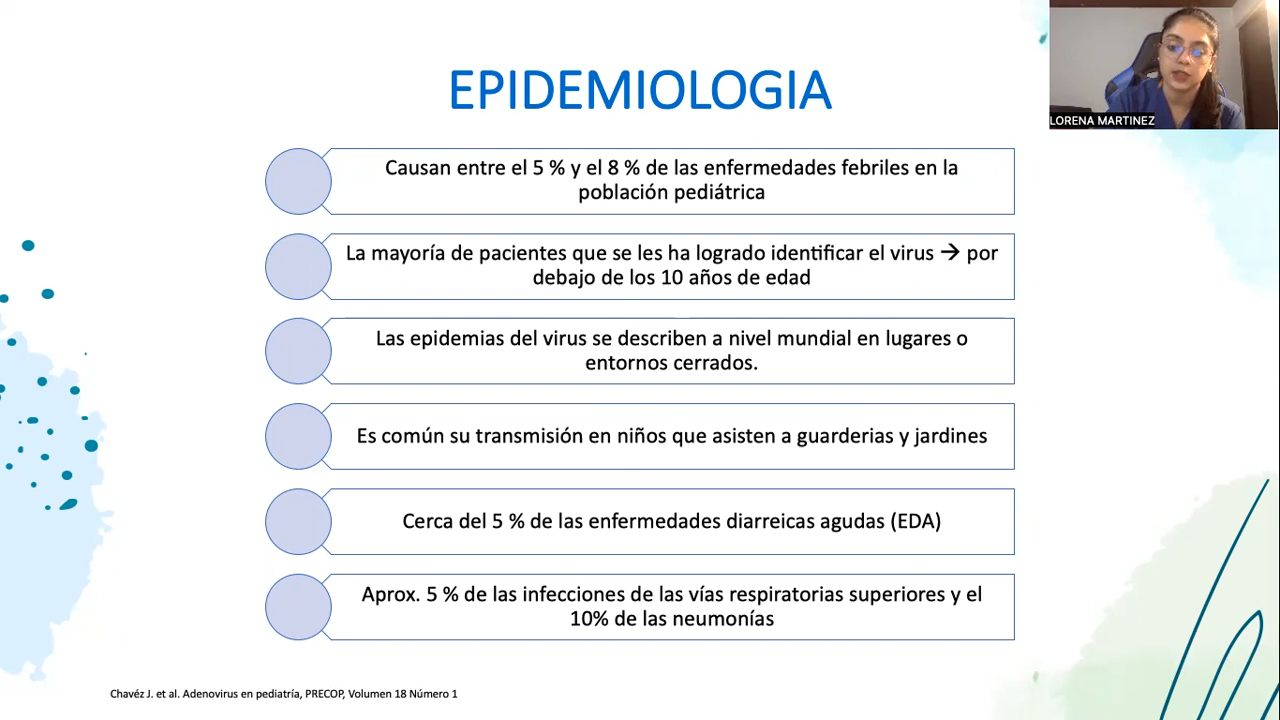 EPIDEMIOLOGIA
LORENA MARTINEZ
Causan entre el 5 % y el 8 % de las enfermedades febriles en la
población pediátrica
La mayoría de pacientes que se les ha logrado identificar el virus → por
debajo de los 10 años de edad
Las epidemias del virus se describen a nivel mundial en lugares o
entornos cerrados.
Es común su transmisión en niños que asisten a guarderias y jardines
Cerca del 5 % de las enfermedades diarreicas agudas (EDA)
Aprox. 5 % de las infecciones de las vías respiratorias superiores y el
10% de las neumonías
Chavéz J. et al. Adenovirus en pediatría, PRECOP, Volumen 18 Número 1